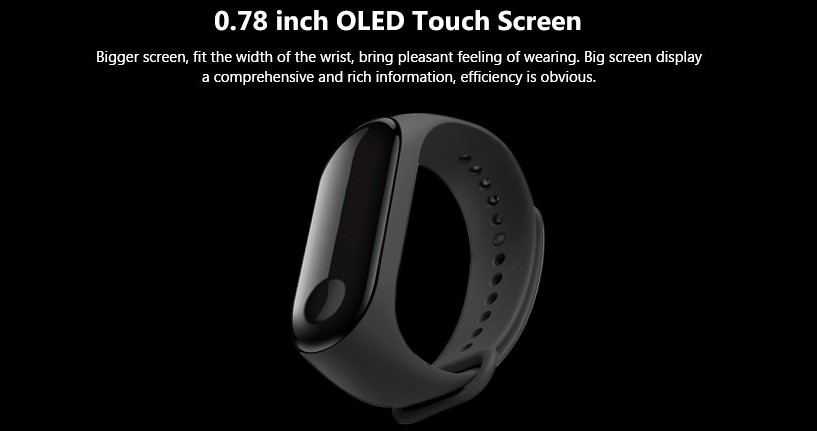 0.78 inch OLED Touch Screen
Bigger screen, fit the width of the wrist, bring pleasant feeling of wearing. Big screen display
a comprehensive and rich information, efficiency is obvious.